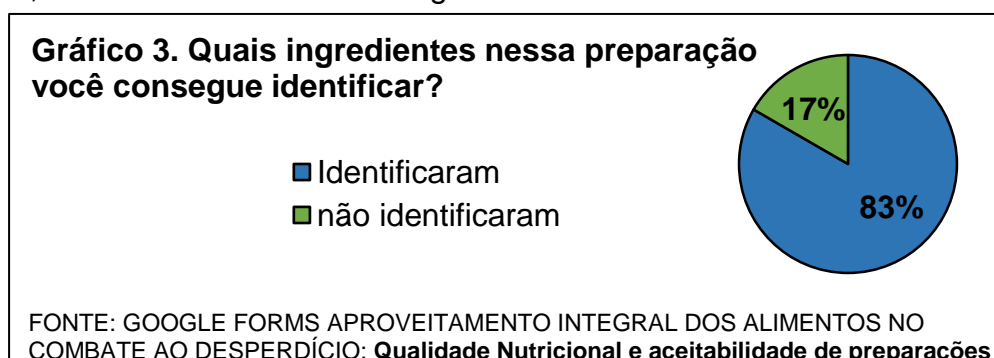 Gráfico 3. Quais ingredientes nessa preparação
você consegue identificar?
17%
Identificaram
não identificaram
83%
FONTE: GOOGLE FORMS APROVEITAMENTO INTEGRAL DOS ALIMENTOS NO
COMBATE AO DESPERDÍCIO: Qualidade Nutricional e aceitabilidade de preparações